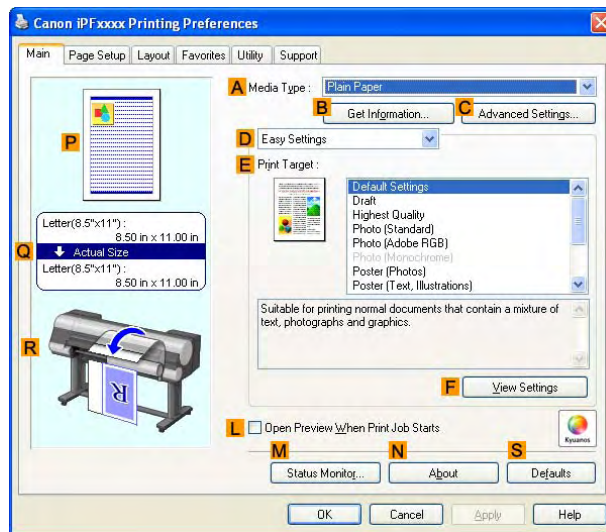 Canon iPFxxxx Printing Preferences
Main Page Setup Layout Favorites Utility Support
A Media Type : Plain Paper
B Get Information... C Advanced Settings...
D Easy Settings
E Print Target :
P
Default Settings
Draft
Highest Quality
Photo (Standard)
Photo (Adobe RGB)
Photo (Monochrome)
Poster (Photos)
Poster (Text, Illustrations)
Letter(8.5"x11") :
8.50 in x 11.00 in
Q Actual Size
Letter(8.5"x11") :
8.50 in x 11.00 in
Suitable for printing normal documents that contain a mixture of
text, photographs and graphics.
R
R
F View Settings
L Open Preview When Print Job Starts
Kyuanos
M N S
Status Monitor... About Defaults
OK Cancel Apply Help